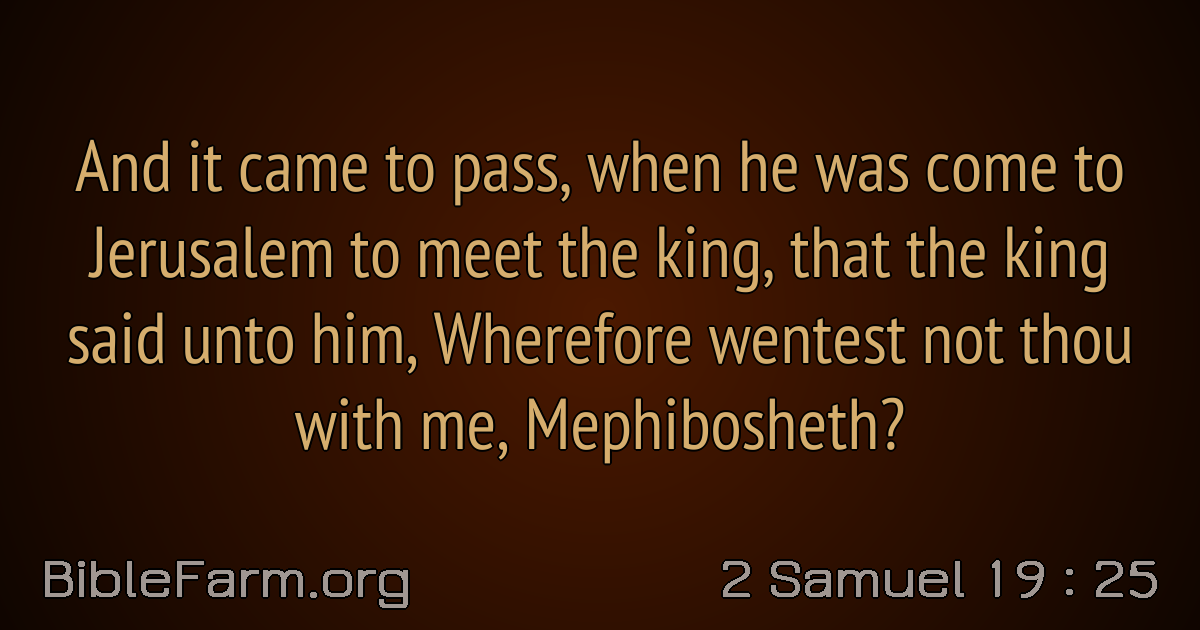 And it came to pass, when he was come to
Jerusalem to meet the king, that the king
said unto him, Wherefore wentest not thou
with me, Mephibosheth?
BibleFarm.org
2 Samuel 19 : 25